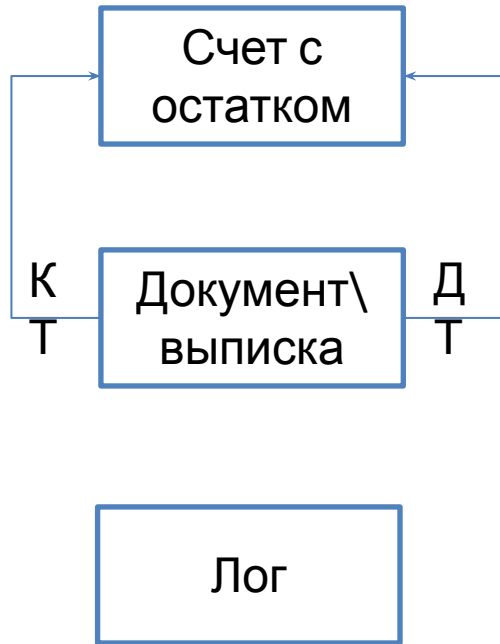 Счет с
остатком
К
Т
Документ\
выписка
Д
Т
Лог